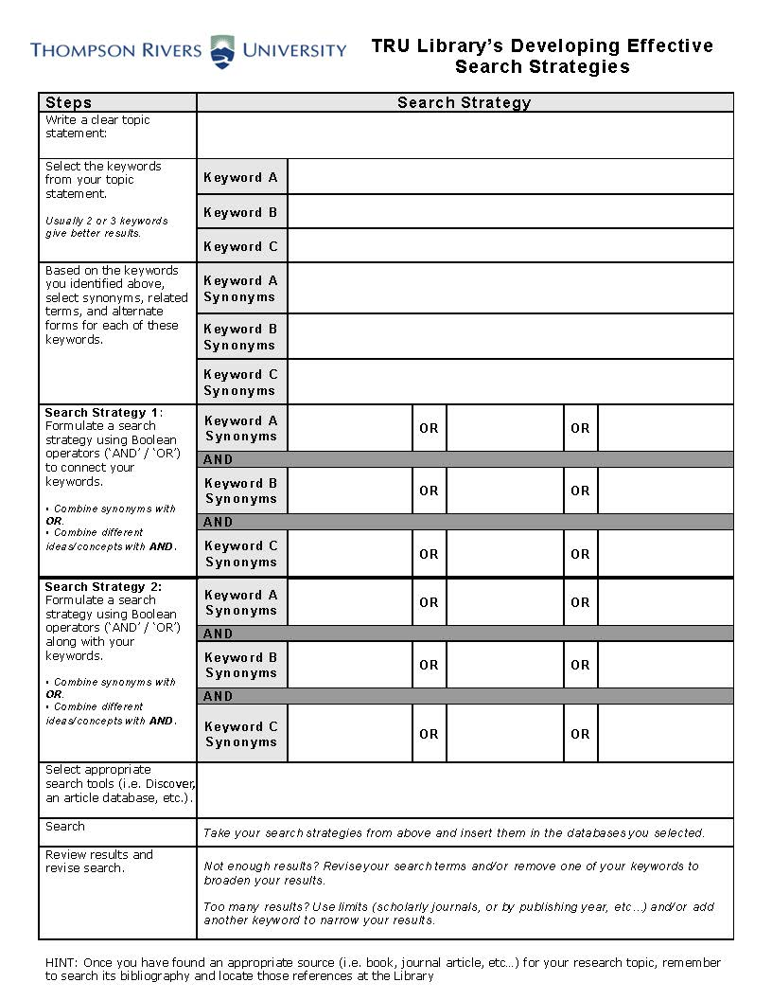 THOMPSON RIVERS UNIVERSITY
TRU Library's Developing Effective
Search Strategies
Steps
Search Strategy
Write a clear topic
statement:
Select the keywords
from your topic
statement.
Usually 2 or 3 keywords
give better results.
Keyword A
Keyword B
Keyword C
Based on the keywords
you identified above,
select synonyms, related
terms, and alternate
forms for each of these
keywords.
Keyword A
Synonyms
Keyword B
Synonyms
Keyword C
Synonyms
Search Strategy 1:
Formulate a search
strategy using Boolean
operators ('AND' / 'OR')
to connect your
keywords.
• Combine synonyms with
OR.
• Combine different
ideas/concepts with AND.
Keyword A
Synonyms
OR
OR
AND
Keyword B
Synonyms
OR
OR
AND
Keyword C
Synonyms
OR
OR
Search Strategy 2:
Formulate a search
strategy using Boolean
operators ('AND' / 'OR')
along with your
keywords.
• Combine synonyms with
OR.
• Combine different
ideas/concepts with AND.
Keyword A
Synonyms
OR
OR
AND
Keyword B
Synonyms
OR
OR
AND
Keyword C
Synonyms
OR
OR
Select appropriate
search tools (i.e. Discover,
an article database, etc.).
Search
Take your search strategies from above and insert them in the databases you selected.
Review results and
revise search.
Not enough results? Revise your search terms and/or remove one of your keywords to
broaden your results.
Too many results? Use limits (scholarly journals, or by publishing year, etc...) and/or add
another keyword to narrow your results.
HINT: Once you have found an appropriate source (i.e. book, journal article, etc…) for your research topic, remember
to search its bibliography and locate those references at the Library